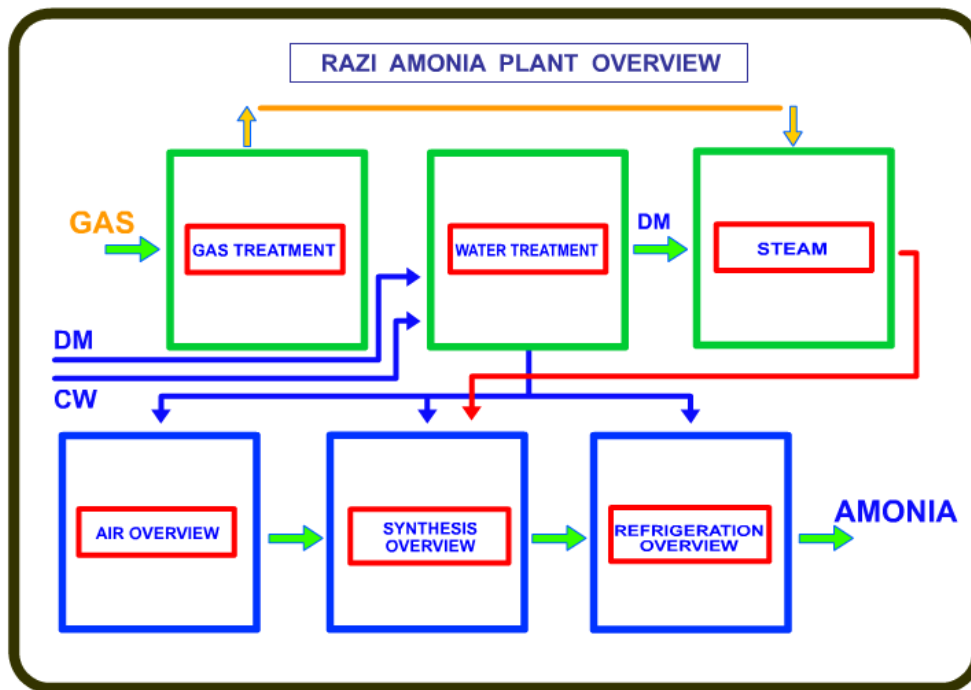 RAZI AMONIA PLANT OVERVIEW
GAS
GAS TREATMENT
WATER TREATMENT
DM
STEAM
DM
CW
AIR OVERVIEW
SYNTHESIS
OVERVIEW
REFRIGERATION
OVERVIEW
AMONIA